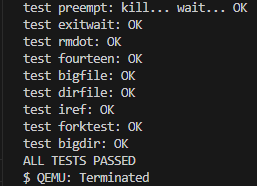 test preempt: kill... wait... OK
test exitwait: OK
test rmdot: OK
test fourteen: OK
test bigfile: OK
test dirfile: OK
test iref: OK
test forktest: OK
test bigdir: OK
ALL TESTS PASSED
$ QEMU: Terminated